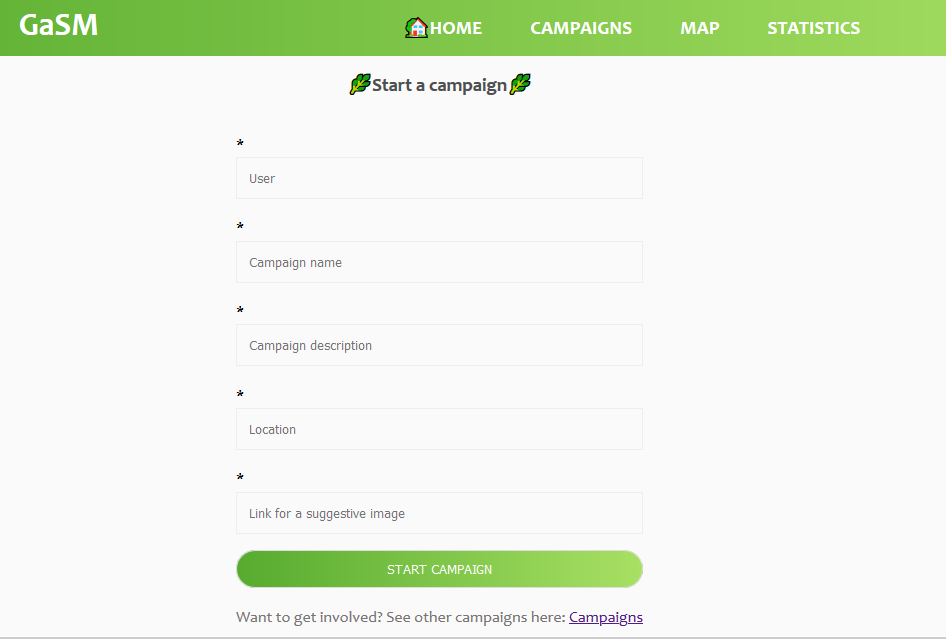 GaSM
HOME CAMPAIGNS MAP STATISTICS
Start a campaign
*
User
*
Campaign name
*
Campaign description
*
Location
*
Link for a suggestive image
START CAMPAIGN
Want to get involved? See other campaigns here: Campaigns